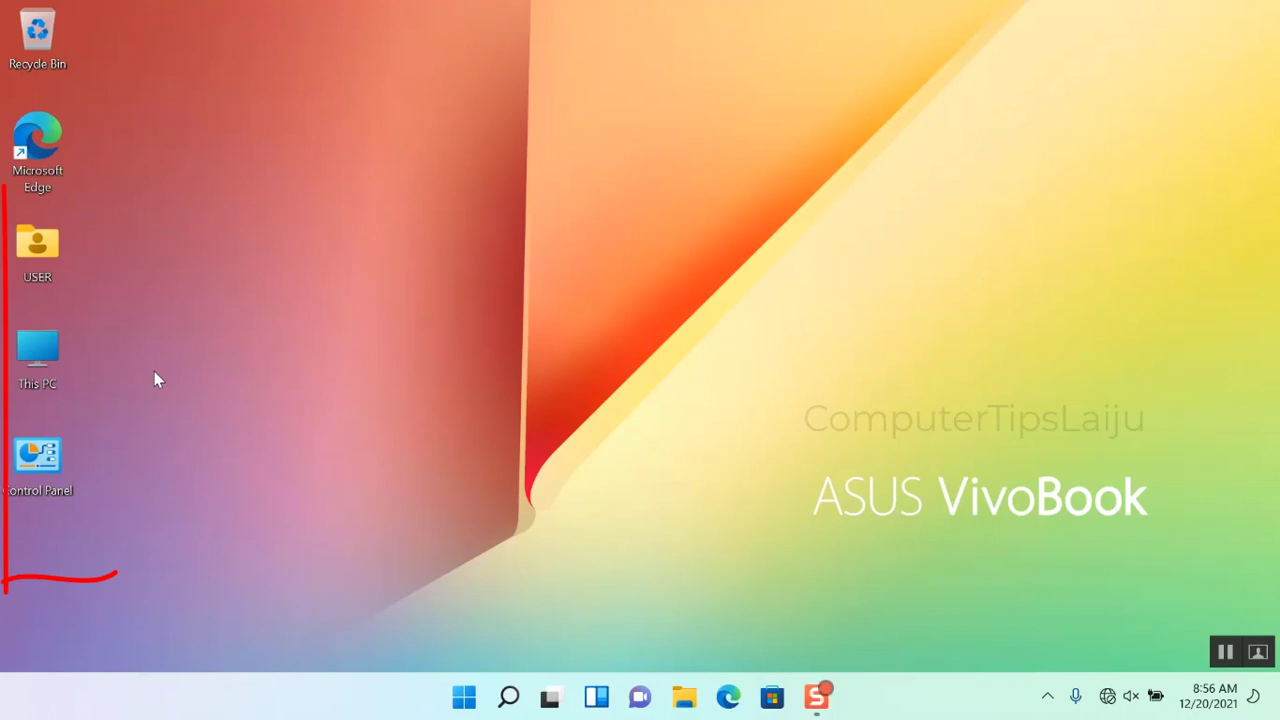 Recycle Bin
Microsoft
Edge
USER
This PC
Control Panel
ComputerTipsLaiju
ASUS VivoBook
S
8:56 AM
12/20/2021